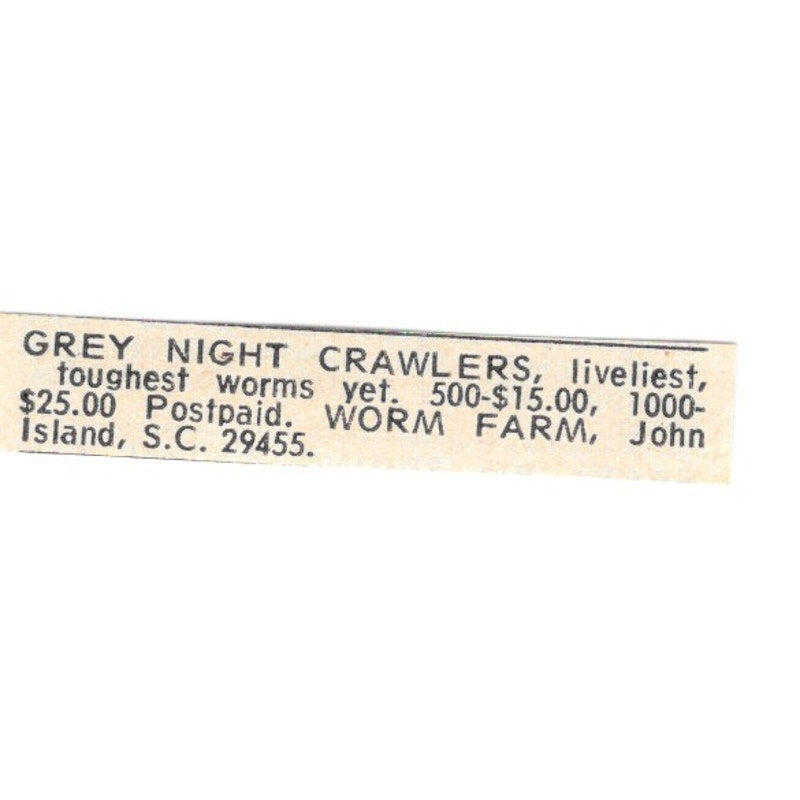 GREY NIGHT CRAWLERS, liveliest,
toughest worms yet. 500-$15.00, 1000-
$25.00 Postpaid. WORM FARM, John
Island, S.C. 29455.